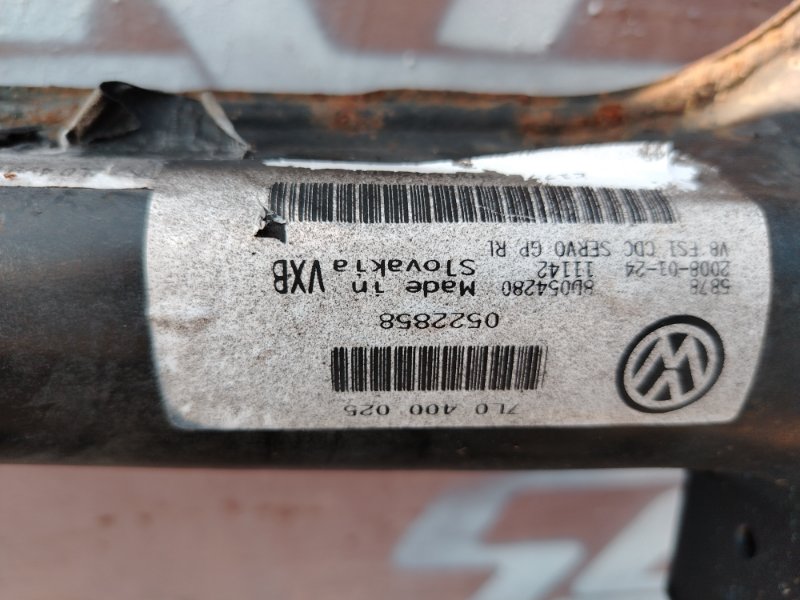 7L0 400 025
0522858
5878 8D054280 Made in
2008-01-24 11142 Slovakia VXB
V8 FSI CDC SERVO GP RL